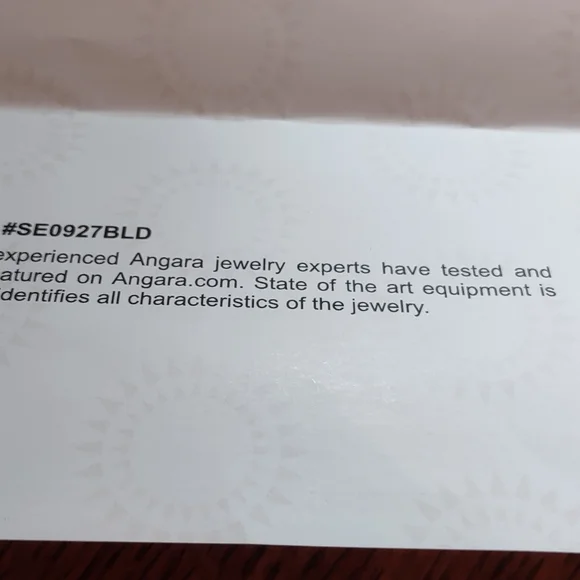 #SE0927BLD
experienced Angara jewelry experts have tested and
atured on Angara.com. State of the art equipment is
identifies all characteristics of the jewelry.